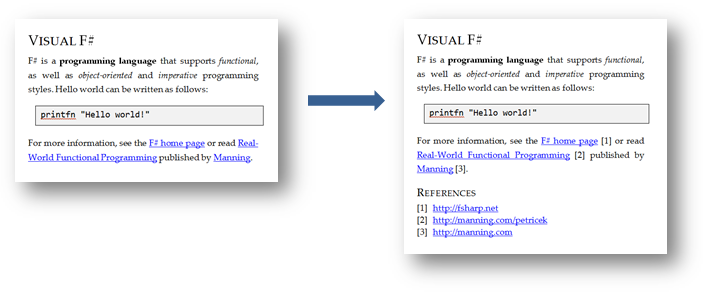 VISUAL F#
F# is a programming language that supports functional,
as well as object-oriented and imperative programming
styles. Hello world can be written as follows:
printfn "Hello world!"
For more information, see the F# home page or read Real-
World Functional Programming published by Manning.
VISUAL F#
F# is a programming language that supports functional,
as well as object-oriented and imperative programming
styles. Hello world can be written as follows:
printfn "Hello world!"
For more information, see the F# home page [1] or read
Real-World Functional Programming [2] published by
Manning [3].
REFERENCES
[1] http://fsharp.net
[2] http://manning.com/petricek
[3] http://manning.com